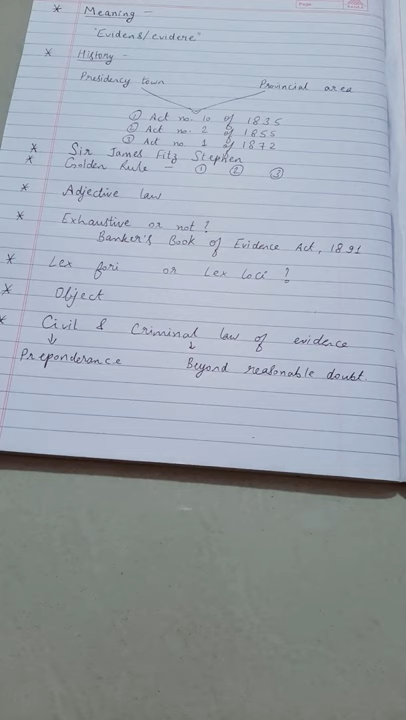 * Meaning -
"Evidens/evidere"
* History -
Presidency town Provincial area
① Act no. 10 of 1835
② Act no. 2 of 1855
③ Act no. 1 of 1872
* Sir James Fitz Stephen
* Golden Rule - ① ② ③
* Adjective law
* Exhaustive or not?
Banker's Book of Evidence Act, 1891
* Lex fori or Lex loci?
* Object
* Civil & Criminal law of evidence
↓ ↓
Preponderance Beyond reasonable doubt.